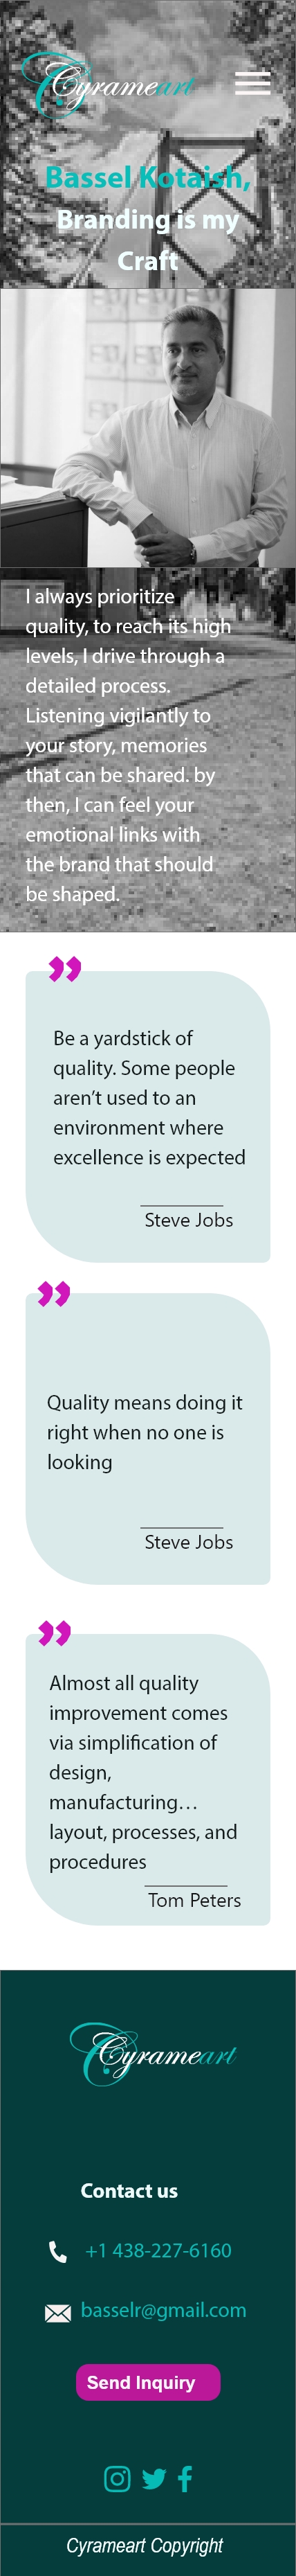 Cyrameart
Bassel Kotaish,
Branding is my
Craft
I always prioritize
quality, to reach its high
levels, I drive through a
detailed process.
Listening vigilantly to
your story, memories
that can be shared. by
then, I can feel your
emotional links with
the brand that should
be shaped.
”
Be a yardstick of
quality. Some people
aren’t used to an
environment where
excellence is expected
Steve Jobs
”
Quality means doing it
right when no one is
looking
Steve Jobs
”
Almost all quality
improvement comes
via simplification of
design,
manufacturing…
layout, processes, and
procedures
Tom Peters
Cyrameart
Contact us
+1 438-227-6160
basselr@gmail.com
Send Inquiry
Cyrameart Copyright